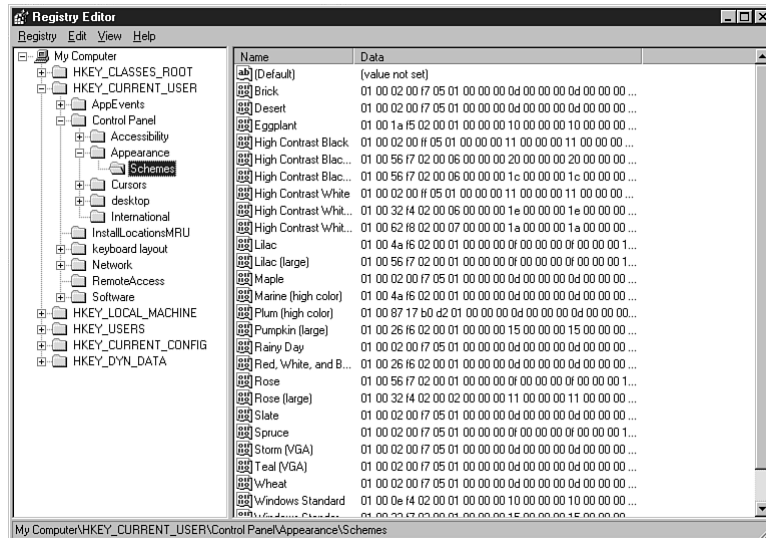 Registry Editor
Registry Edit View Help
My Computer
HKEY_CLASSES_ROOT
HKEY_CURRENT_USER
AppEvents
Control Panel
Accessibility
Appearance
Schemes
Cursors
desktop
International
InstallLocationsMRU
keyboard layout
Network
RemoteAccess
Software
HKEY_LOCAL_MACHINE
HKEY_USERS
HKEY_CURRENT_CONFIG
HKEY_DYN_DATA
Name Data
(Default) (value not set)
Brick 01 00 02 00 f7 05 01 00 00 00 0d 00 00 00 0d 00 00 00 ...
Desert 01 00 02 00 f7 05 01 00 00 00 0d 00 00 00 0d 00 00 00 ...
Eggplant 01 00 1a f5 02 00 01 00 00 00 10 00 00 00 10 00 00 00 ...
High Contrast Black 01 00 02 00 ff 05 01 00 00 00 11 00 00 00 11 00 00 00 ...
High Contrast Blac... 01 00 56 f7 02 00 06 00 00 00 20 00 00 00 20 00 00 00 ...
High Contrast Blac... 01 00 56 f7 02 00 06 00 00 00 1c 00 00 00 1c 00 00 00 ...
High Contrast White 01 00 02 00 ff 05 01 00 00 00 11 00 00 00 11 00 00 00 ...
High Contrast Whit... 01 00 32 f4 02 00 06 00 00 00 1e 00 00 00 1e 00 00 00 ...
High Contrast Whit... 01 00 62 f8 02 00 07 00 00 00 1a 00 00 00 1a 00 00 00 ...
Lilac 01 00 4a f6 02 00 01 00 00 00 0f 00 00 00 0f 00 00 00 1...
Lilac (large) 01 00 56 f7 02 00 01 00 00 00 0f 00 00 00 0f 00 00 00 1...
Maple 01 00 02 00 f7 05 01 00 00 00 0d 00 00 00 0d 00 00 00 ...
Marine (high color) 01 00 4a f6 02 00 01 00 00 00 0d 00 00 00 0d 00 00 00 ...
Plum (high color) 01 00 87 17 b0 d2 01 00 00 00 0d 00 00 00 0d 00 00 00...
Pumpkin (large) 01 00 26 f6 02 00 01 00 00 00 15 00 00 00 15 00 00 00 ...
Rainy Day 01 00 02 00 f7 05 01 00 00 00 0d 00 00 00 0d 00 00 00 ...
Red, White, and B... 01 00 26 f6 02 00 01 00 00 00 0d 00 00 00 0d 00 00 00 ...
Rose 01 00 56 f7 02 00 01 00 00 00 0f 00 00 00 0f 00 00 00 1...
Rose (large) 01 00 32 f4 02 00 02 00 00 00 11 00 00 00 11 00 00 00 ...
Slate 01 00 02 00 f7 05 01 00 00 00 0d 00 00 00 0d 00 00 00 ...
Spruce 01 00 02 00 f7 05 01 00 00 00 0f 00 00 00 0f 00 00 00 1...
Storm (VGA) 01 00 02 00 f7 05 01 00 00 00 0d 00 00 00 0d 00 00 00 ...
Teal (VGA) 01 00 02 00 f7 05 01 00 00 00 0d 00 00 00 0d 00 00 00 ...
Wheat 01 00 02 00 f7 05 01 00 00 00 0d 00 00 00 0d 00 00 00 ...
Windows Standard 01 00 0e f4 02 00 01 00 00 00 10 00 00 00 10 00 00 00 ...
My Computer\HKEY_CURRENT_USER\Control Panel\Appearance\Schemes